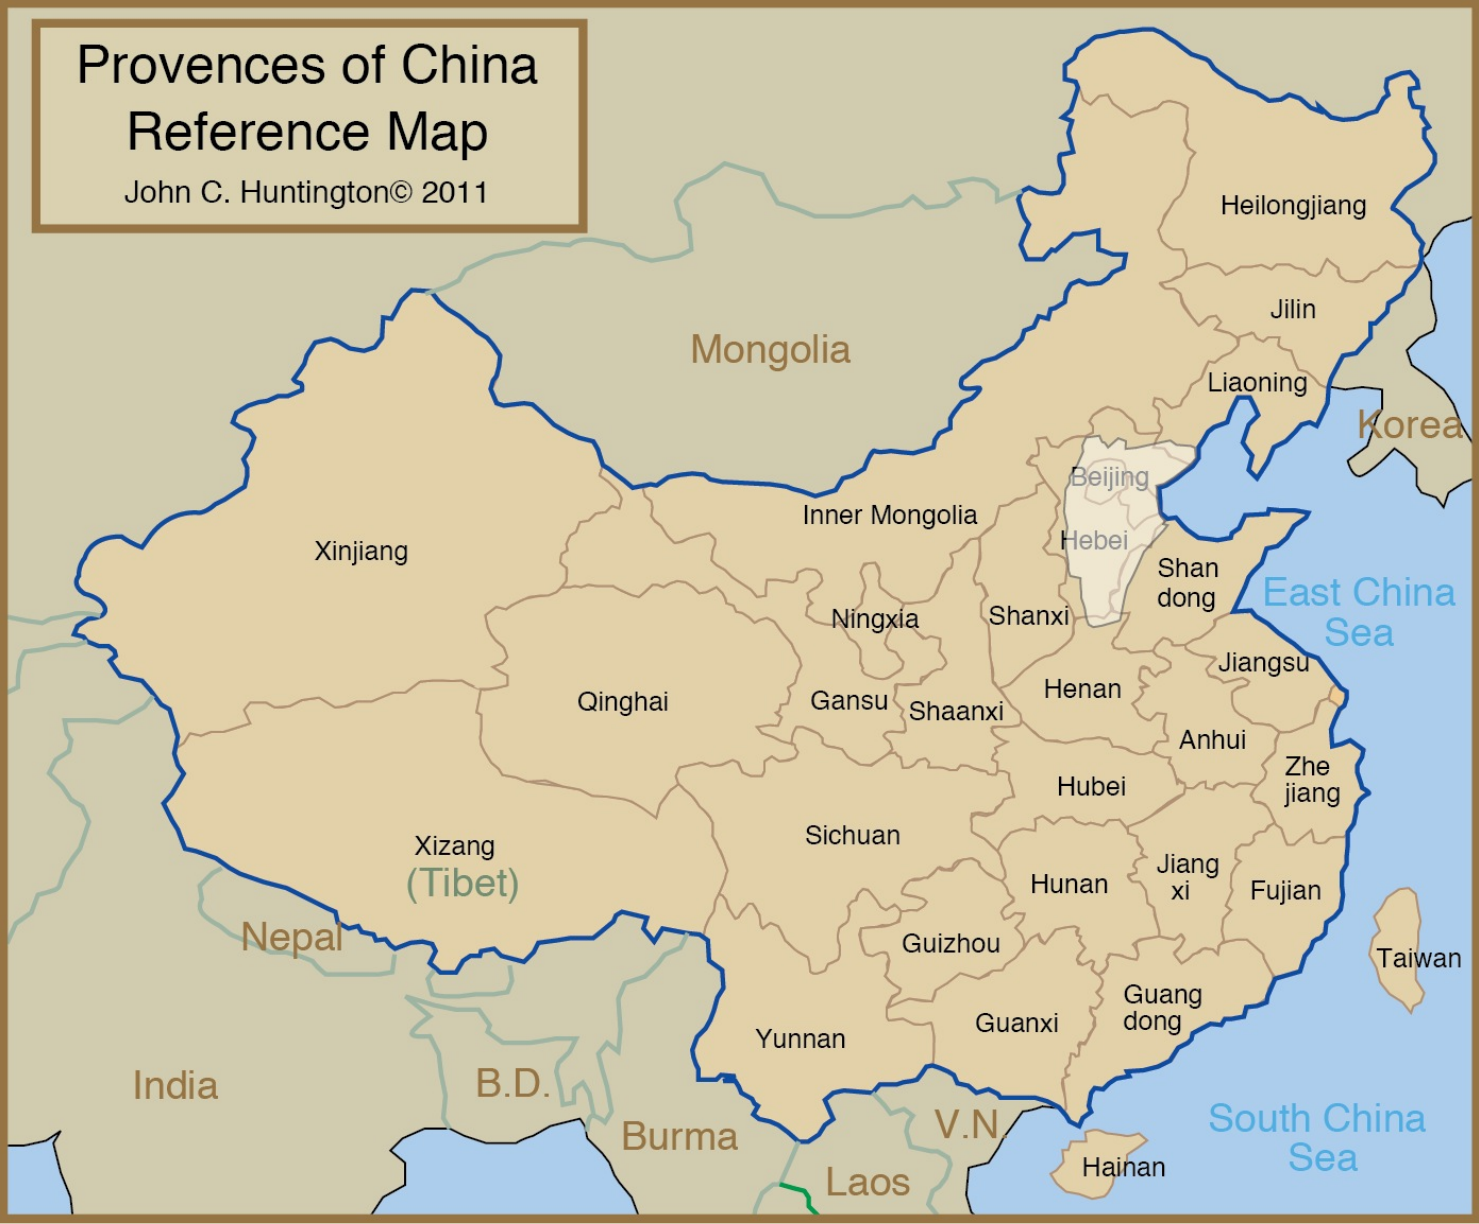 Provences of China
Reference Map
John C. Huntington© 2011
Heilongjiang
Jilin
Mongolia
Liaoning
Korea
Beijing
Inner Mongolia
Hebei
Xinjiang
Shan
dong
East China
Sea
Ningxia
Shanxi
Jiangsu
Qinghai
Gansu
Shaanxi
Henan
Anhui
Hubei
Zhe
jiang
Sichuan
Xizang
(Tibet)
Hunan
Jiang
xi
Fujian
Nepal
Guizhou
Taiwan
Guang
dong
Guanxi
Yunnan
India
B.D.
Burma
V.N.
South China
Sea
Laos
Hainan